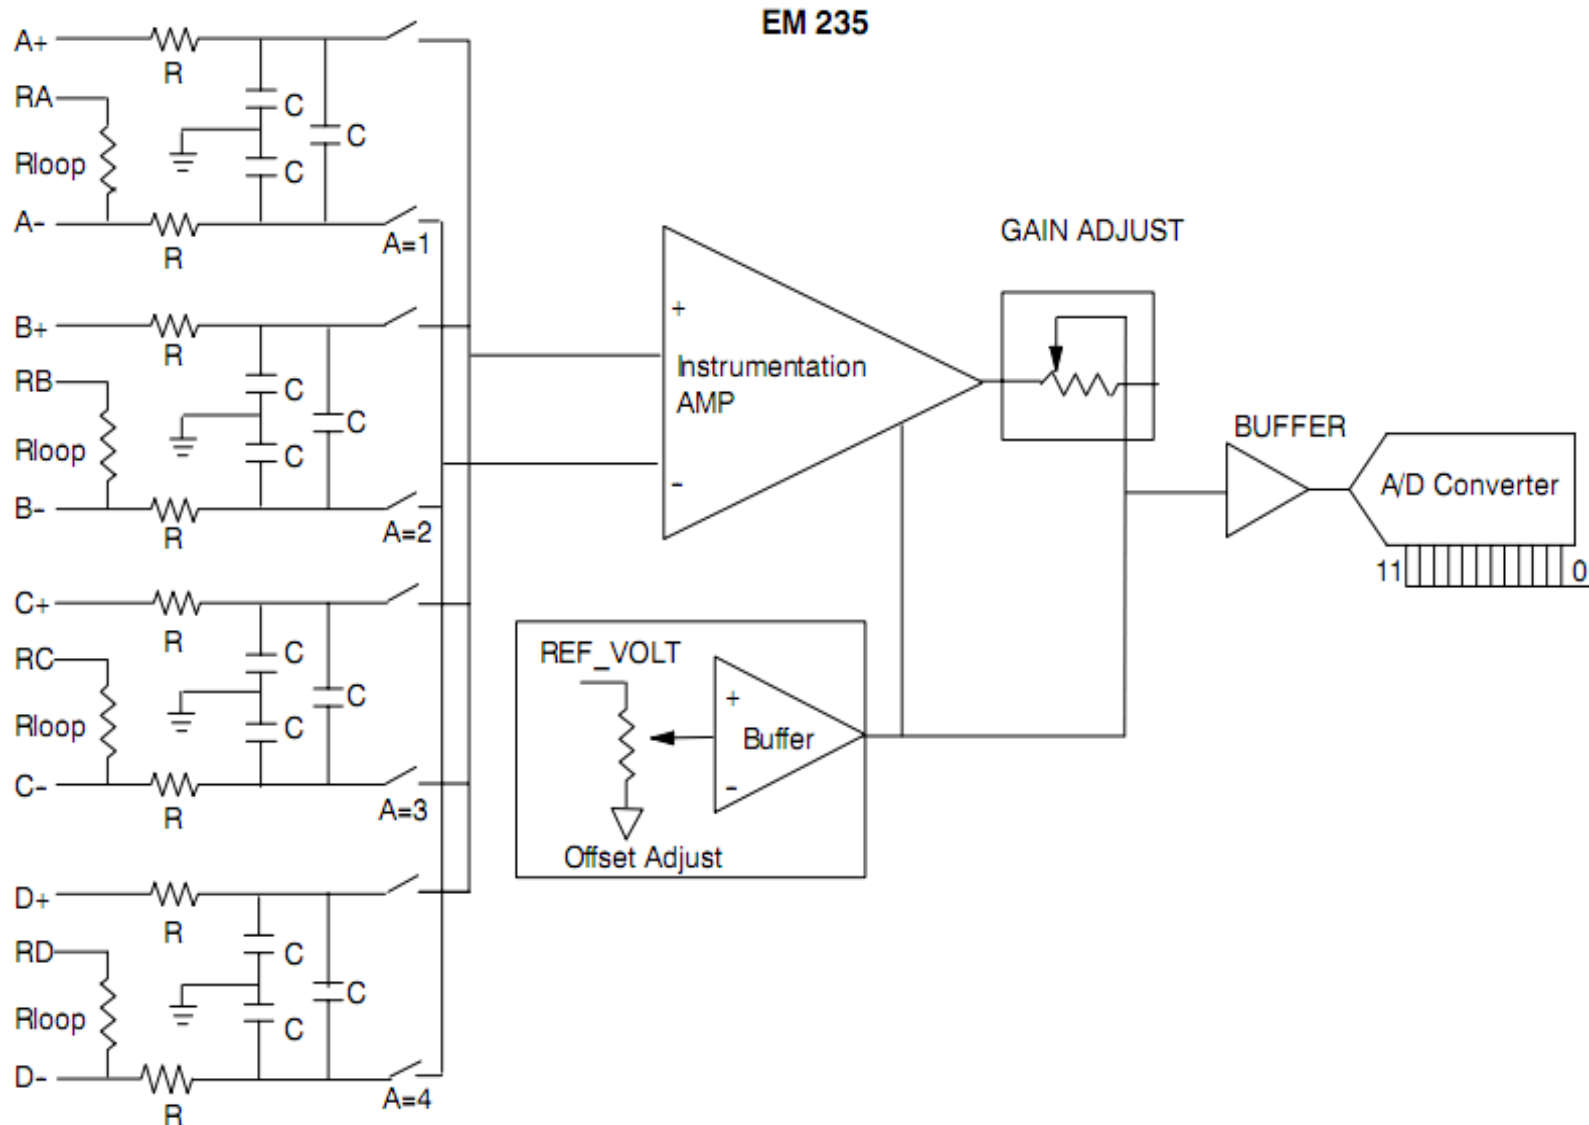 EM 235
A+
R
RA
C
C
Rloop
C
A-
R
A=1
B+
R
RB
C
C
Rloop
C
B-
R
A=2
C+
R
RC
C
C
Rloop
C
C-
R
A=3
D+
R
RD
C
C
Rloop
C
D-
R
A=4
+
Instrumentation
AMP
-
GAIN ADJUST
BUFFER
A/D Converter
11
0
REF_VOLT
+
Buffer
-
Offset Adjust